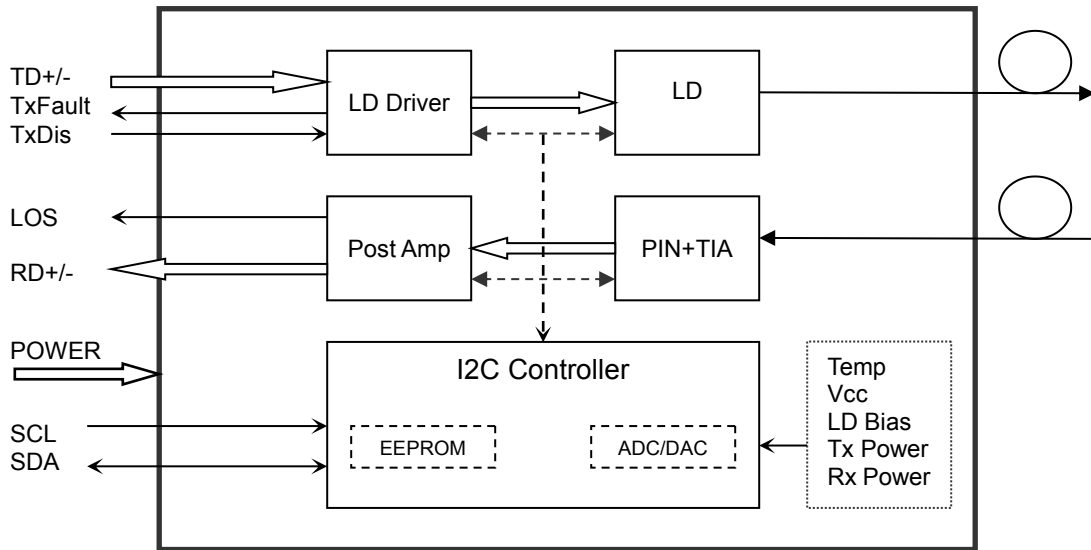 TD+/-
TxFault
TxDis
LD Driver
LD
LOS
RD+/-
Post Amp
PIN+TIA
POWER
SCL
SDA
I2C Controller
EEPROM
ADC/DAC
Temp
Vcc
LD Bias
Tx Power
Rx Power